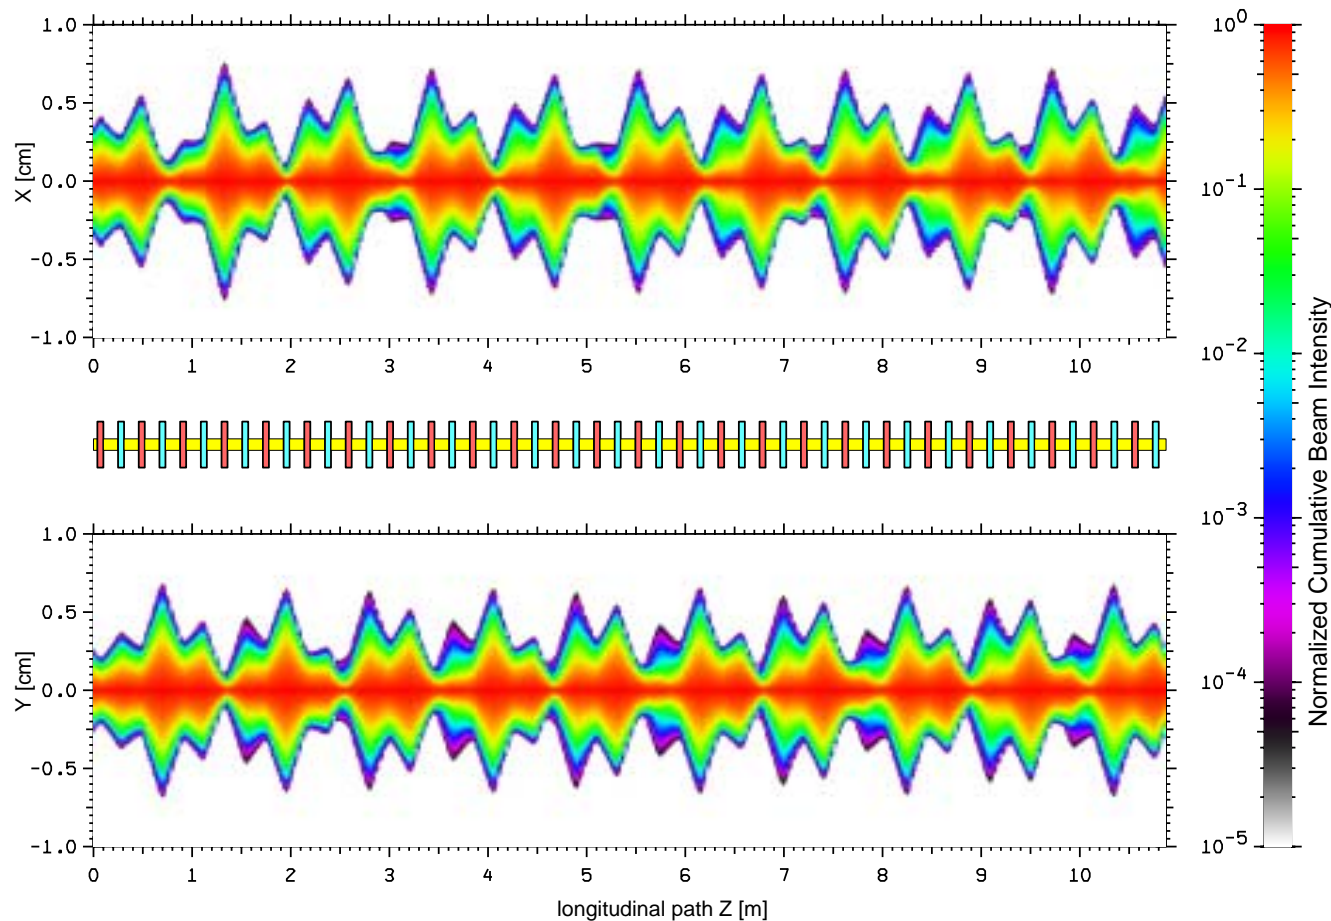 1.0
0.5
0.0
-0.5
-1.0
X [cm]
0 1 2 3 4 5 6 7 8 9 10
1.0
0.5
0.0
-0.5
-1.0
Y [cm]
0 1 2 3 4 5 6 7 8 9 10
longitudinal path Z [m]
10^0
10^-1
10^-2
10^-3
10^-4
10^-5
Normalized Cumulative Beam Intensity